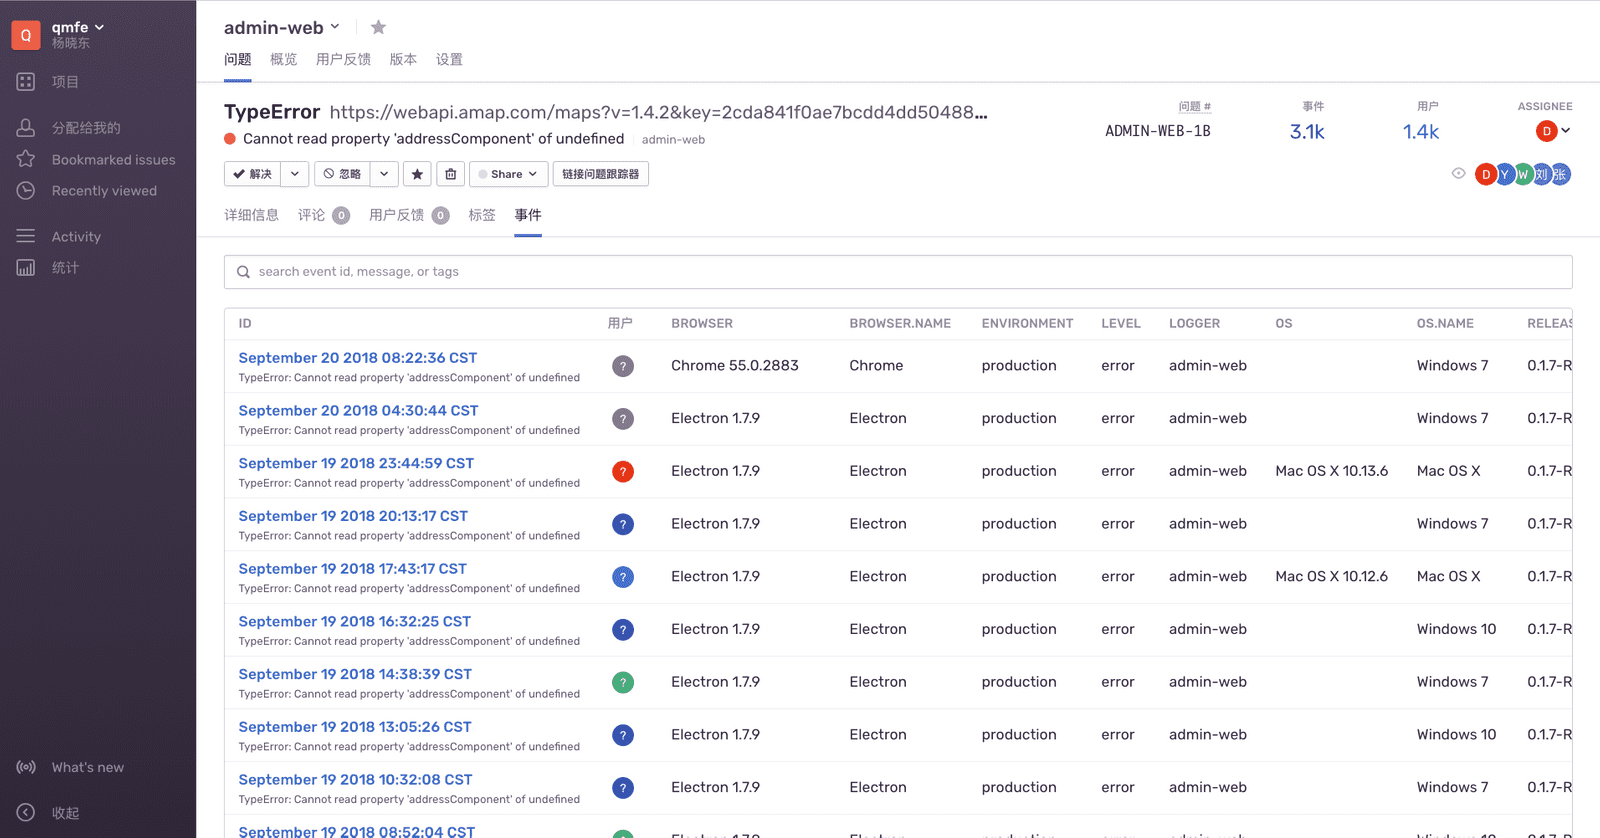 Q
qmfe
杨晓东
项目
分配给我的
Bookmarked issues
Recently viewed
Activity
统计
What's new
收起
admin-web
问题 概览 用户反馈 版本 设置
TypeError https://webapi.amap.com/maps?v=1.4.2&key=2cda841f0ae7bcdd4dd50488...
Cannot read property 'addressComponent' of undefined admin-web
问题 # 事件 用户 ASSIGNEE
ADMIN-WEB-1B 3.1k 1.4k D
解决 忽略 Share 链接问题跟踪器
D Y W 刘 张
详细信息 评论 0 用户反馈 0 标签 事件
search event id, message, or tags
ID 用户 BROWSER BROWSER.NAME ENVIRONMENT LEVEL LOGGER OS OS.NAME RELEAS
September 20 2018 08:22:36 CST
TypeError: Cannot read property 'addressComponent' of undefined
? Chrome 55.0.2883 Chrome production error admin-web Windows 7 0.1.7-R
September 20 2018 04:30:44 CST
TypeError: Cannot read property 'addressComponent' of undefined
? Electron 1.7.9 Electron production error admin-web Windows 7 0.1.7-R
September 19 2018 23:44:59 CST
TypeError: Cannot read property 'addressComponent' of undefined
? Electron 1.7.9 Electron production error admin-web Mac OS X 10.13.6 Mac OS X 0.1.7-R
September 19 2018 20:13:17 CST
TypeError: Cannot read property 'addressComponent' of undefined
? Electron 1.7.9 Electron production error admin-web Windows 7 0.1.7-R
September 19 2018 17:43:17 CST
TypeError: Cannot read property 'addressComponent' of undefined
? Electron 1.7.9 Electron production error admin-web Mac OS X 10.12.6 Mac OS X 0.1.7-R
September 19 2018 16:32:25 CST
TypeError: Cannot read property 'addressComponent' of undefined
? Electron 1.7.9 Electron production error admin-web Windows 10 0.1.7-R
September 19 2018 14:38:39 CST
TypeError: Cannot read property 'addressComponent' of undefined
? Electron 1.7.9 Electron production error admin-web Windows 7 0.1.7-R
September 19 2018 13:05:26 CST
TypeError: Cannot read property 'addressComponent' of undefined
? Electron 1.7.9 Electron production error admin-web Windows 10 0.1.7-R
September 19 2018 10:32:08 CST
TypeError: Cannot read property 'addressComponent' of undefined
? Electron 1.7.9 Electron production error admin-web Windows 7 0.1.7-R
September 19 2018 08:52:04 CST